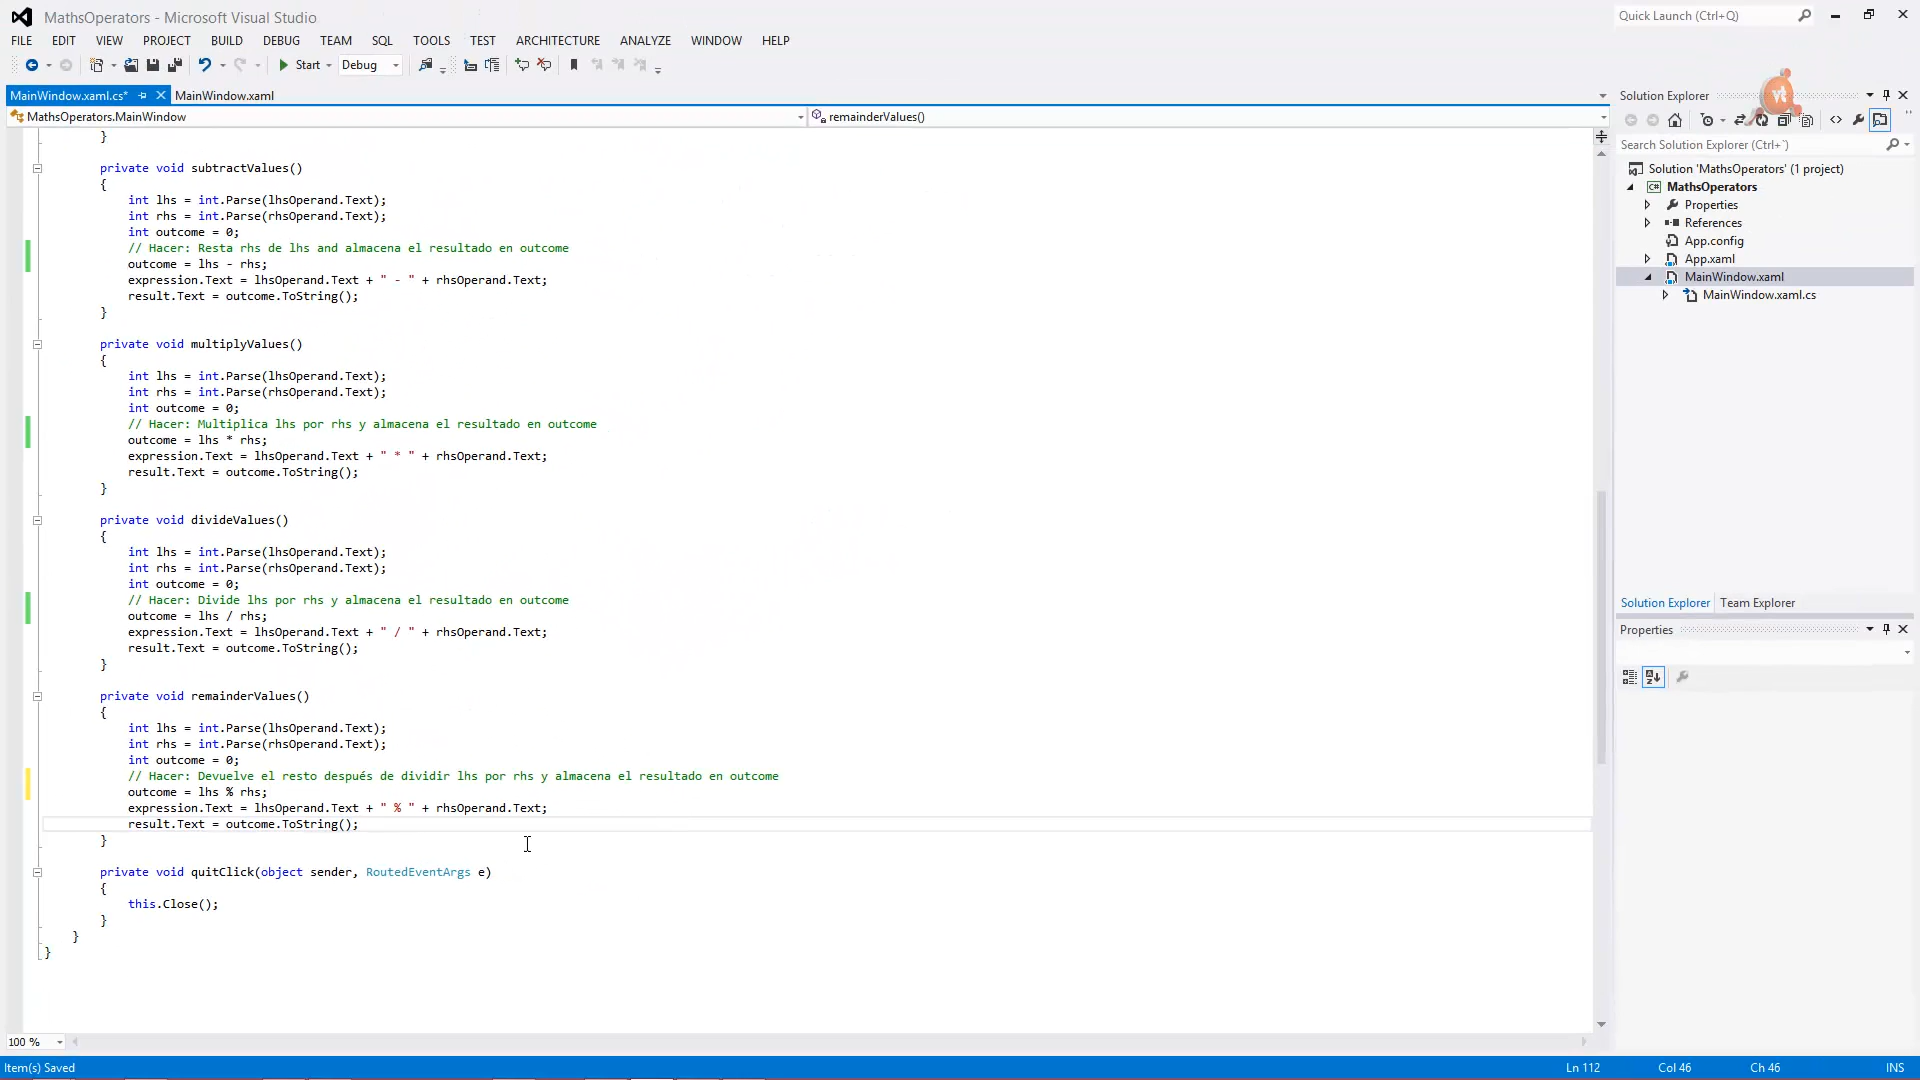 MathsOperators - Microsoft Visual Studio
Quick Launch (Ctrl+Q)
FILE EDIT VIEW PROJECT BUILD DEBUG TEAM SQL TOOLS TEST ARCHITECTURE ANALYZE WINDOW HELP
Start Debug
MainWindow.xaml.cs* MainWindow.xaml
MathsOperators.MainWindow remainderValues()
}
private void subtractValues()
{
int lhs = int.Parse(lhsOperand.Text);
int rhs = int.Parse(rhsOperand.Text);
int outcome = 0;
// Hacer: Resta rhs de lhs and almacena el resultado en outcome
outcome = lhs - rhs;
expression.Text = lhsOperand.Text + " - " + rhsOperand.Text;
result.Text = outcome.ToString();
}
private void multiplyValues()
{
int lhs = int.Parse(lhsOperand.Text);
int rhs = int.Parse(rhsOperand.Text);
int outcome = 0;
// Hacer: Multiplica lhs por rhs y almacena el resultado en outcome
outcome = lhs * rhs;
expression.Text = lhsOperand.Text + " * " + rhsOperand.Text;
result.Text = outcome.ToString();
}
private void divideValues()
{
int lhs = int.Parse(lhsOperand.Text);
int rhs = int.Parse(rhsOperand.Text);
int outcome = 0;
// Hacer: Divide lhs por rhs y almacena el resultado en outcome
outcome = lhs / rhs;
expression.Text = lhsOperand.Text + " / " + rhsOperand.Text;
result.Text = outcome.ToString();
}
private void remainderValues()
{
int lhs = int.Parse(lhsOperand.Text);
int rhs = int.Parse(rhsOperand.Text);
int outcome = 0;
// Hacer: Devuelve el resto después de dividir lhs por rhs y almacena el resultado en outcome
outcome = lhs % rhs;
expression.Text = lhsOperand.Text + " % " + rhsOperand.Text;
result.Text = outcome.ToString();
}
private void quitClick(object sender, RoutedEventArgs e)
{
this.Close();
}
}
}
100 %
Solution Explorer
Search Solution Explorer (Ctrl+`)
Solution 'MathsOperators' (1 project)
C# MathsOperators
Properties
References
App.config
App.xaml
MainWindow.xaml
MainWindow.xaml.cs
Solution Explorer Team Explorer
Properties
Item(s) Saved
Ln 112 Col 46 Ch 46 INS